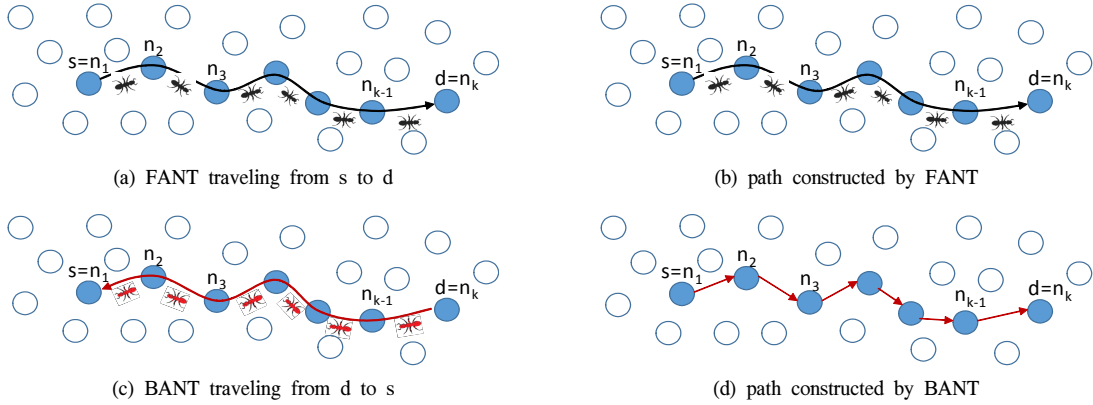 s=n1
n2
n3
nk-1
d=nk
(a) FANT traveling from s to d
s=n1
n2
n3
nk-1
d=nk
(b) path constructed by FANT
s=n1
n2
n3
nk-1
d=nk
(c) BANT traveling from d to s
s=n1
n2
n3
nk-1
d=nk
(d) path constructed by BANT